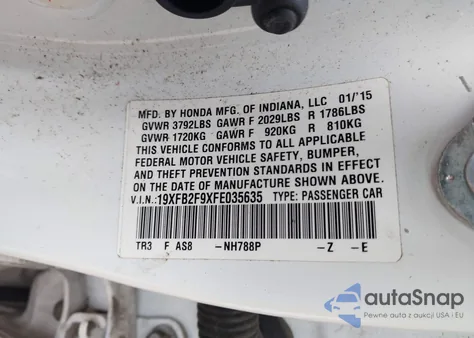 MFD. BY HONDA MFG. OF INDIANA, LLC 01/'15
GVWR 3792LBS GAWR F 2029LBS R 1786LBS
GVWR 1720KG GAWR F 920KG R 810KG
THIS VEHICLE CONFORMS TO ALL APPLICABLE
FEDERAL MOTOR VEHICLE SAFETY, BUMPER,
AND THEFT PREVENTION STANDARDS IN EFFECT
ON THE DATE OF MANUFACTURE SHOWN ABOVE.
V.I.N.:19XFB2F9XFE035635 TYPE: PASSENGER CAR
TR3 F AS8 -NH788P -Z -E
autoSnap
Pewne auta z aukcji USA i EU